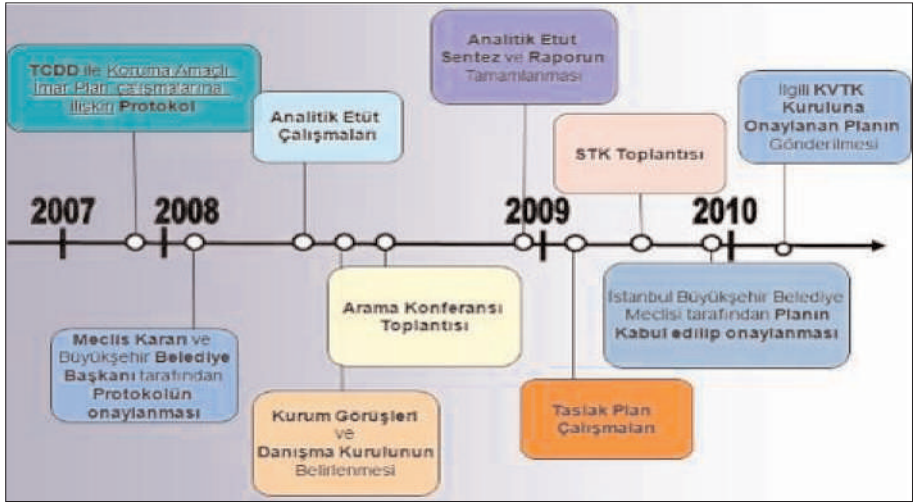 TCDD ile Koruma Amaçlı
İmar Plan çalışmalarına
ilişkin Protokol
Analitik Etüt
Çalışmaları
Analitik Etüt
Sentez ve Raporun
Tamamlanması
STK Toplantısı
İlgili KVTK
Kuruluna
Onaylanan Planın
Gönderilmesi
2007
2008
2009
2010
Meclis Kararı ve
Büyükşehir Belediye
Başkanı tarafından
Protokolün
onaylanması
Arama Konferansı
Toplantısı
Kurum Görüşleri
ve
Danışma Kurulunun
Belirlenmesi
Taslak Plan
Çalışmaları
İstanbul Büyükşehir Belediye
Meclisi tarafından Planın
Kabul edilip onaylanması